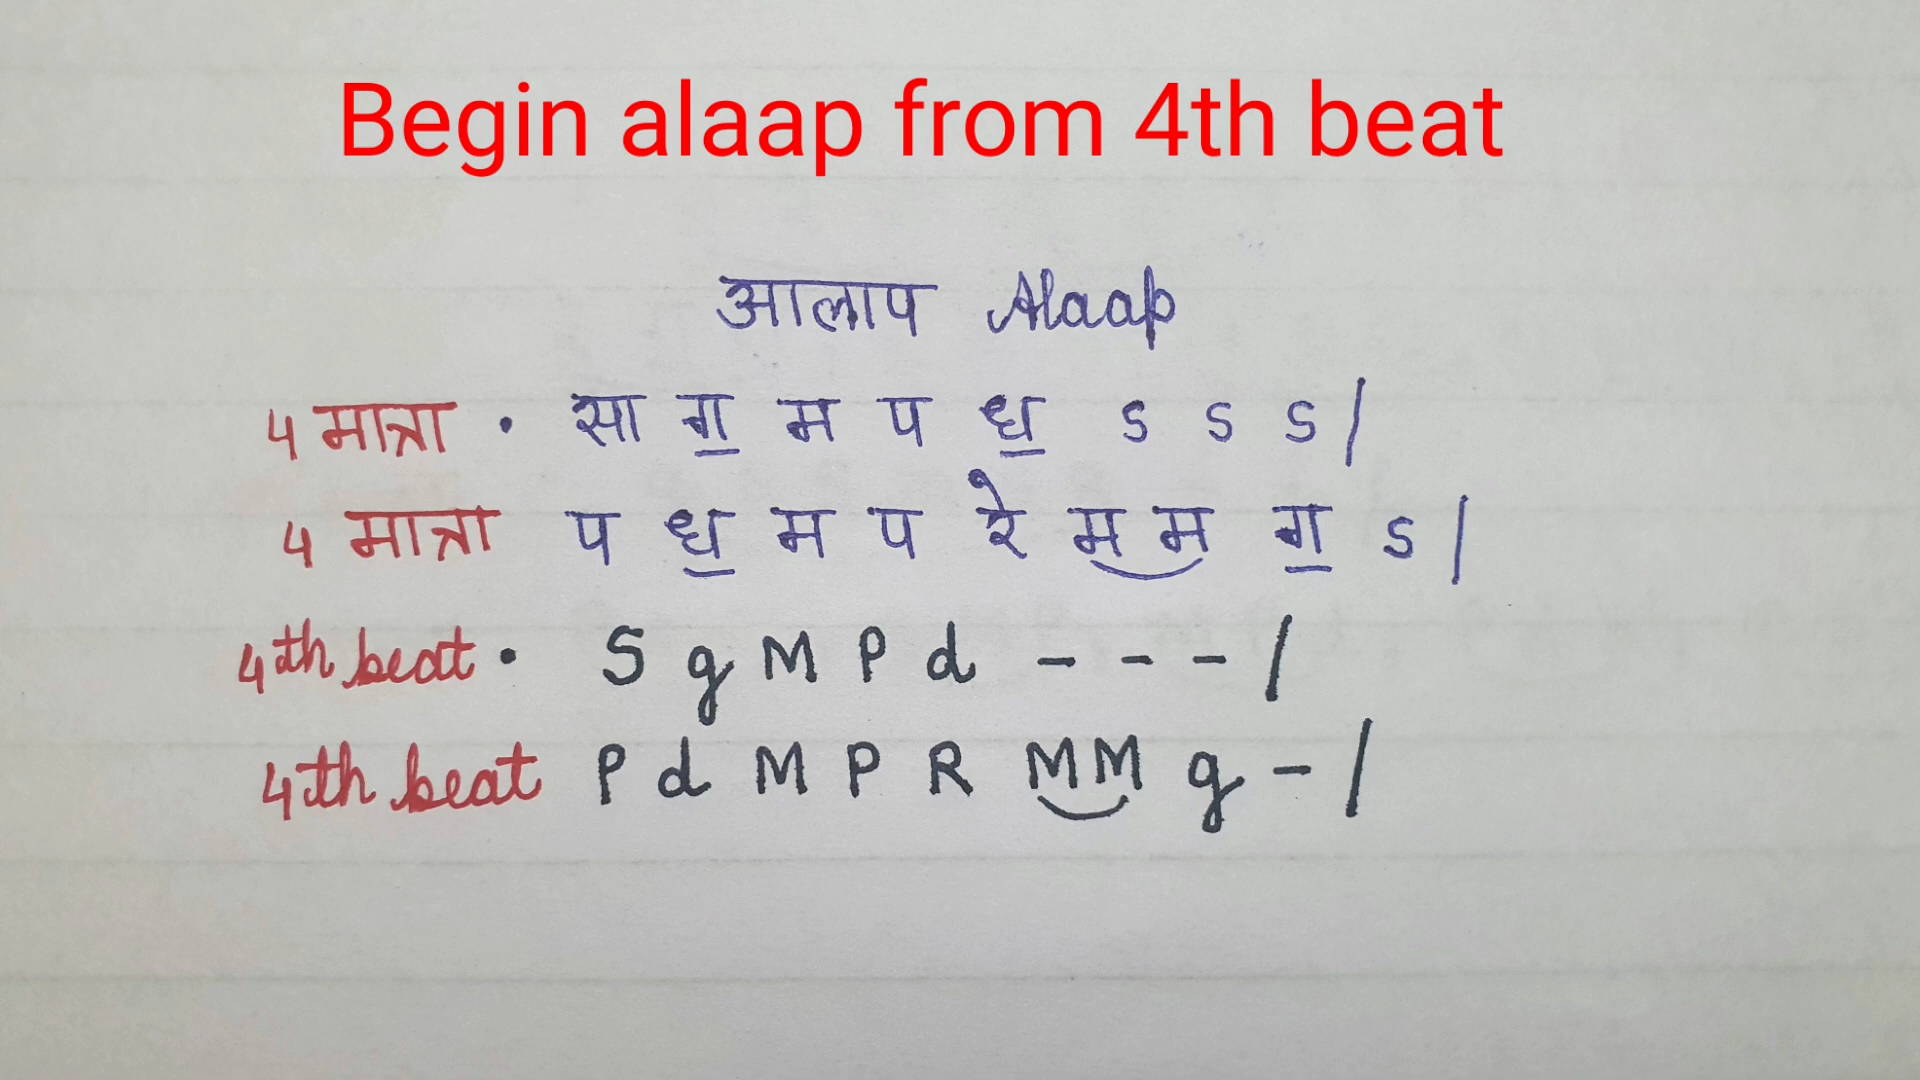 Begin alaap from 4th beat
आलाप Alaap
4 मात्रा • सा ग॒ म प ध॒ S S S /
4 मात्रा प ध॒ म प रे म म ग॒ S /
4th beat • S g M P d - - - /
4th beat P d M P R MM g - /